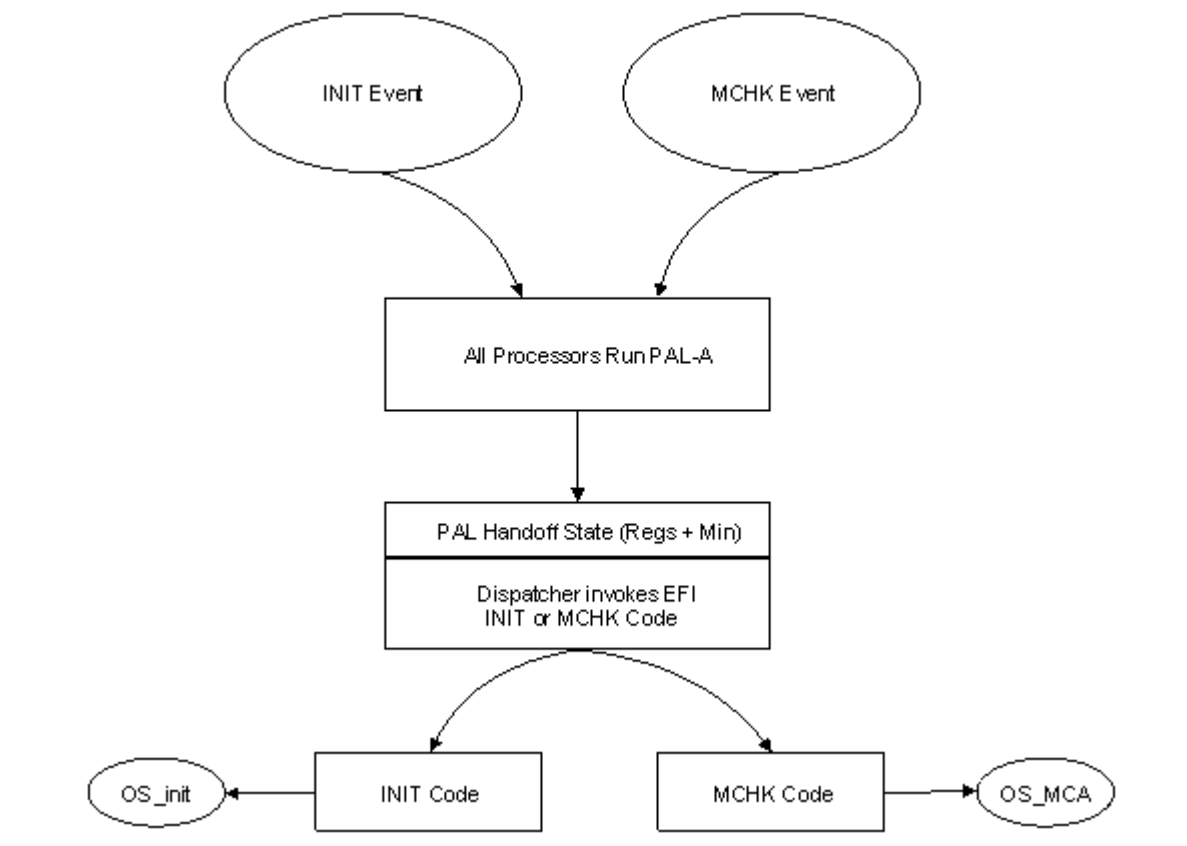 INIT Event
MCHK Event
All Processors Run PAL-A
PAL Handoff State (Regs + Min)
Dispatcher invokes EFI
INIT or MCHK Code
OS_init
INIT Code
MCHK Code
OS_MCA